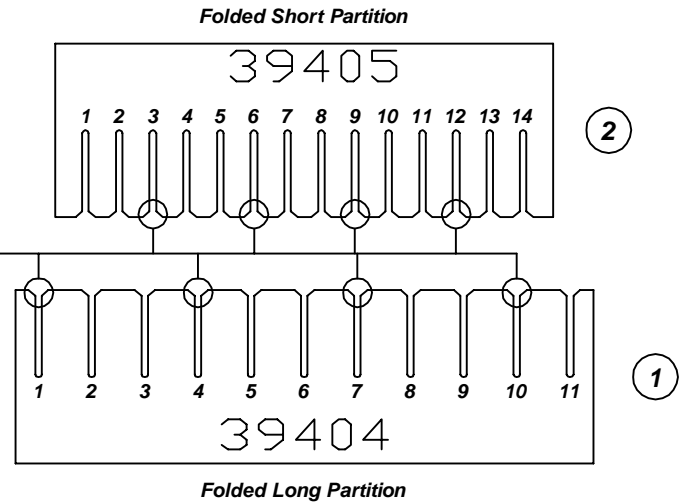 Folded Short Partition
39405
1 2 3 4 5 6 7 8 9 10 11 12 13 14
2
1 2 3 4 5 6 7 8 9 10 11
1
39404
Folded Long Partition